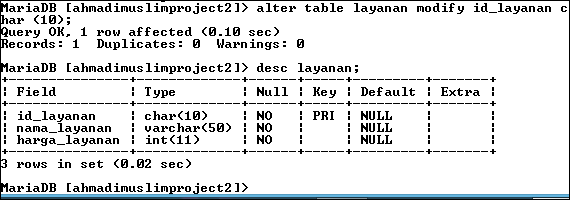 MariaDB [ahmadimuslimproject2]> alter table layanan modify id_layanan c
har (10);
Query OK, 1 row affected (0.10 sec)
Records: 1  Duplicates: 0  Warnings: 0
MariaDB [ahmadimuslimproject2]> desc layanan;
+---------------+-------------+------+-----+---------+-------+
| Field         | Type        | Null | Key | Default | Extra |
+---------------+-------------+------+-----+---------+-------+
| id_layanan    | char(10)    | NO   | PRI | NULL    |       |
| nama_layanan  | varchar(50) | NO   |     | NULL    |       |
| harga_layanan | int(11)     | NO   |     | NULL    |       |
+---------------+-------------+------+-----+---------+-------+
3 rows in set (0.02 sec)
MariaDB [ahmadimuslimproject2]>